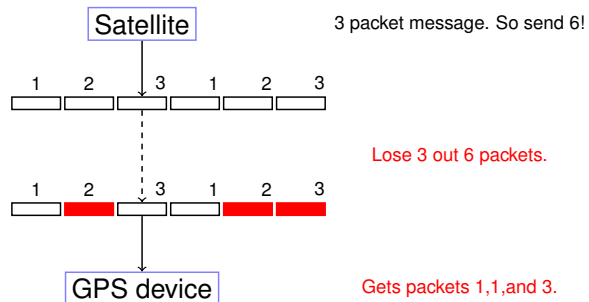 Satellite
3 packet message. So send 6!
1 2 3 1 2 3
Lose 3 out 6 packets.
1 2 3 1 2 3
GPS device
Gets packets 1,1,and 3.